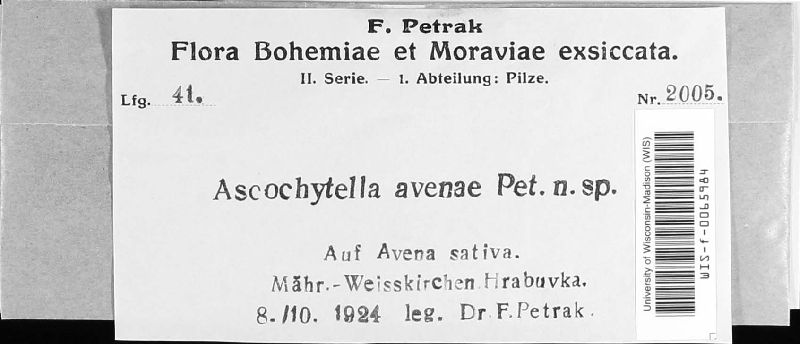 F. Petrak
Flora Bohemiae et Moraviae exsiccata.
II. Serie. — 1. Abteilung: Pilze.
Lfg. 41.
Nr. 2005.
Ascochytella avenae Pet. n. sp.
Auf Avena sativa.
Mähr.-Weisskirchen Hrabuvka.
8./10. 1924 leg. Dr F. Petrak.
University of Wisconsin-Madison (WIS)
WIS-f-0065984